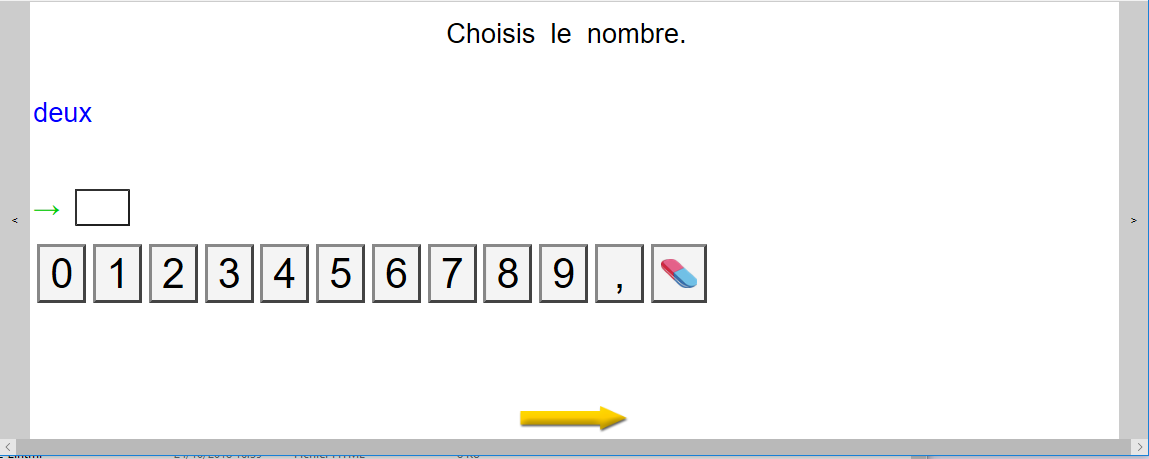 Choisis le nombre.
deux
→
< >
0 1 2 3 4 5 6 7 8 9 ,